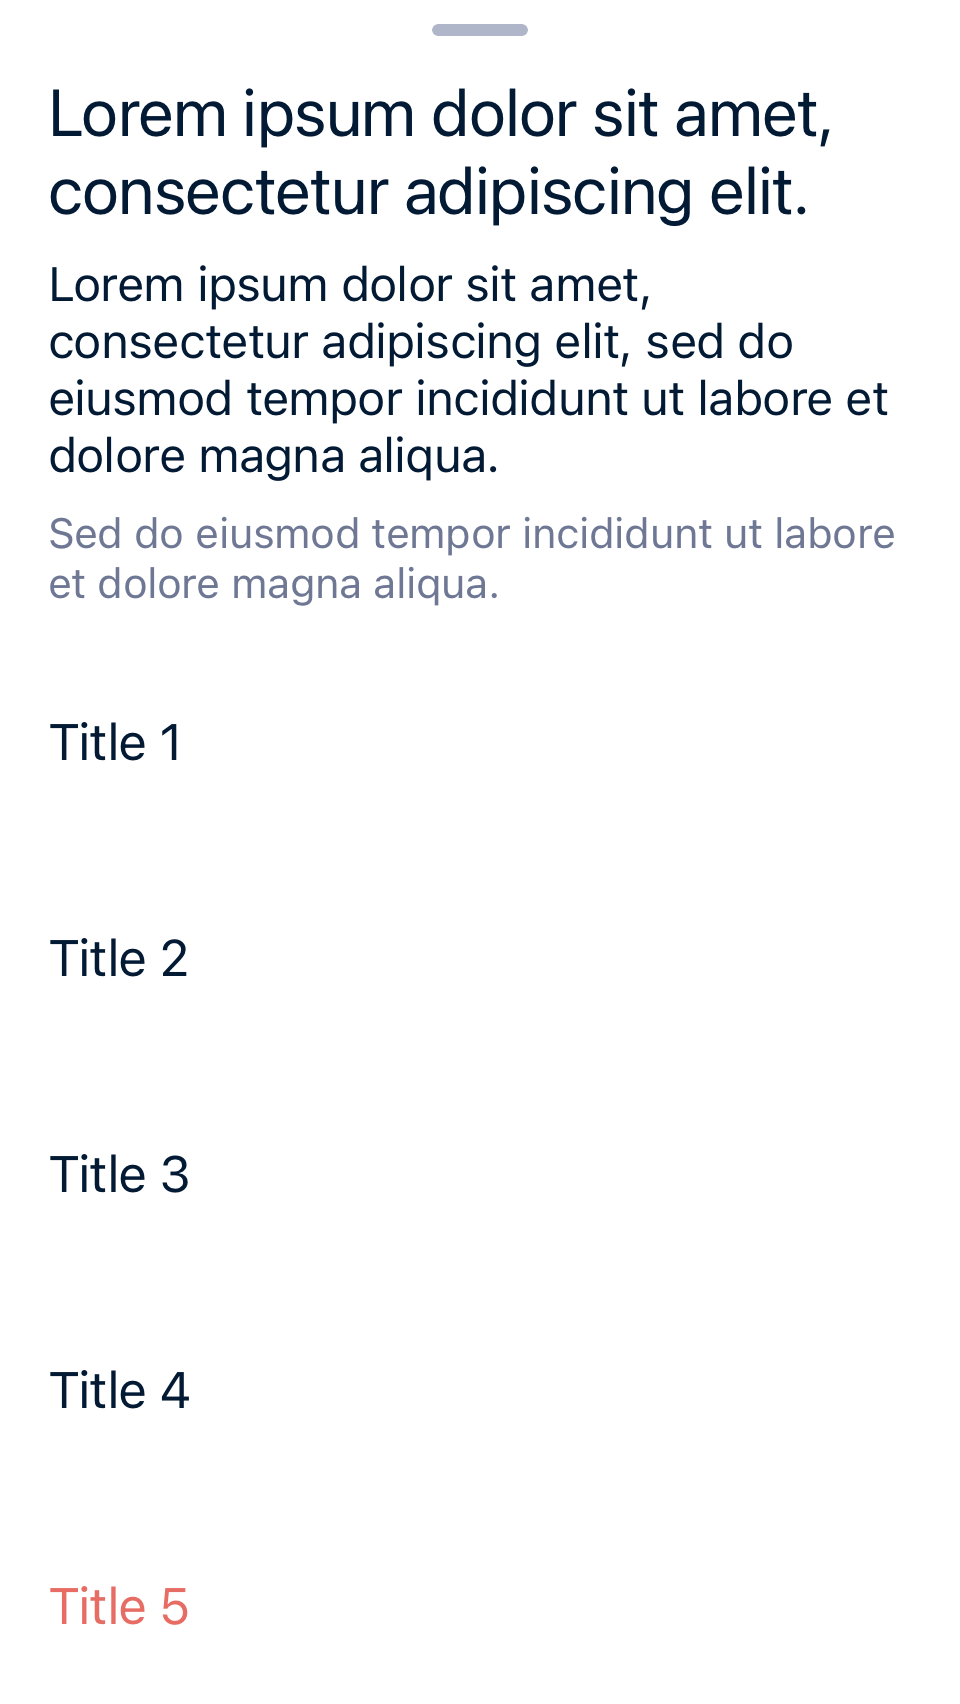 Lorem ipsum dolor sit amet,
consectetur adipiscing elit.
Lorem ipsum dolor sit amet,
consectetur adipiscing elit, sed do
eiusmod tempor incididunt ut labore et
dolore magna aliqua.
Sed do eiusmod tempor incididunt ut labore
et dolore magna aliqua.
Title 1
Title 2
Title 3
Title 4
Title 5